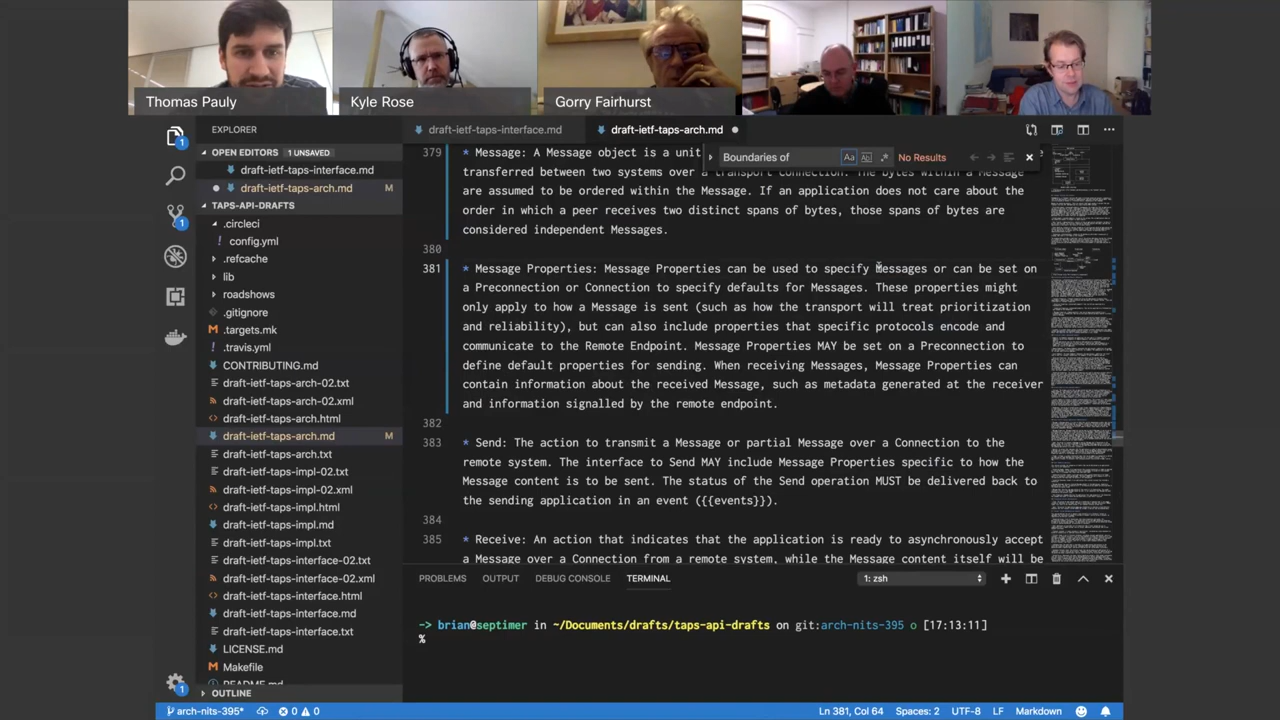 Thomas Pauly
Kyle Rose
Gorry Fairhurst
EXPLORER
OPEN EDITORS 1 UNSAVED
draft-ietf-taps-interface.md
draft-ietf-taps-arch.md M
TAPS-API-DRAFTS
.circleci
config.yml
.refcache
lib
roadshows
.gitignore
.targets.mk
.travis.yml
CONTRIBUTING.md
draft-ietf-taps-arch-02.txt
draft-ietf-taps-arch-02.xml
draft-ietf-taps-arch.html
draft-ietf-taps-arch.md M
draft-ietf-taps-arch.txt
draft-ietf-taps-impl-02.txt
draft-ietf-taps-impl-02.xml
draft-ietf-taps-impl.html
draft-ietf-taps-impl.md
draft-ietf-taps-impl.txt
draft-ietf-taps-interface-02
draft-ietf-taps-interface-02.xml
draft-ietf-taps-interface.html
draft-ietf-taps-interface.md
draft-ietf-taps-interface.txt
LICENSE.md
Makefile
README.md
OUTLINE
draft-ietf-taps-interface.md draft-ietf-taps-arch.md
Boundaries of Aa Abl .* No Results
379 * Message: A Message object is a unit
transferred between two systems over a transport connection. The bytes within a Message
are assumed to be ordered within the Message. If an application does not care about the
order in which a peer receives two distinct spans of bytes, those spans of bytes are
considered independent Messages.
380
381 * Message Properties: Message Properties can be used to specify Messages or can be set on
a Preconnection or Connection to specify defaults for Messages. These properties might
only apply to how a Message is sent (such as how the transport will treat prioritization
and reliability), but can also include properties that specific protocols encode and
communicate to the Remote Endpoint. Message Properties MAY be set on a Preconnection to
define default properties for sending. When receiving Messages, Message Properties can
contain information about the received Message, such as metadata generated at the receiver
and information signalled by the remote endpoint.
382
383 * Send: The action to transmit a Message or partial Message over a Connection to the
remote system. The interface to Send MAY include Message Properties specific to how the
Message content is to be sent. The status of the Send operation MUST be delivered back to
the sending application in an event ({{events}}).
384
385 * Receive: An action that indicates that the application is ready to asynchronously accept
a Message over a Connection from a remote system, while the Message content itself will be
PROBLEMS OUTPUT DEBUG CONSOLE TERMINAL 1: zsh
-> brian@septimer in ~/Documents/drafts/taps-api-drafts on git:arch-nits-395 o [17:13:11]
%
arch-nits-395* 0 0 Ln 381, Col 64 Spaces: 2 UTF-8 LF Markdown